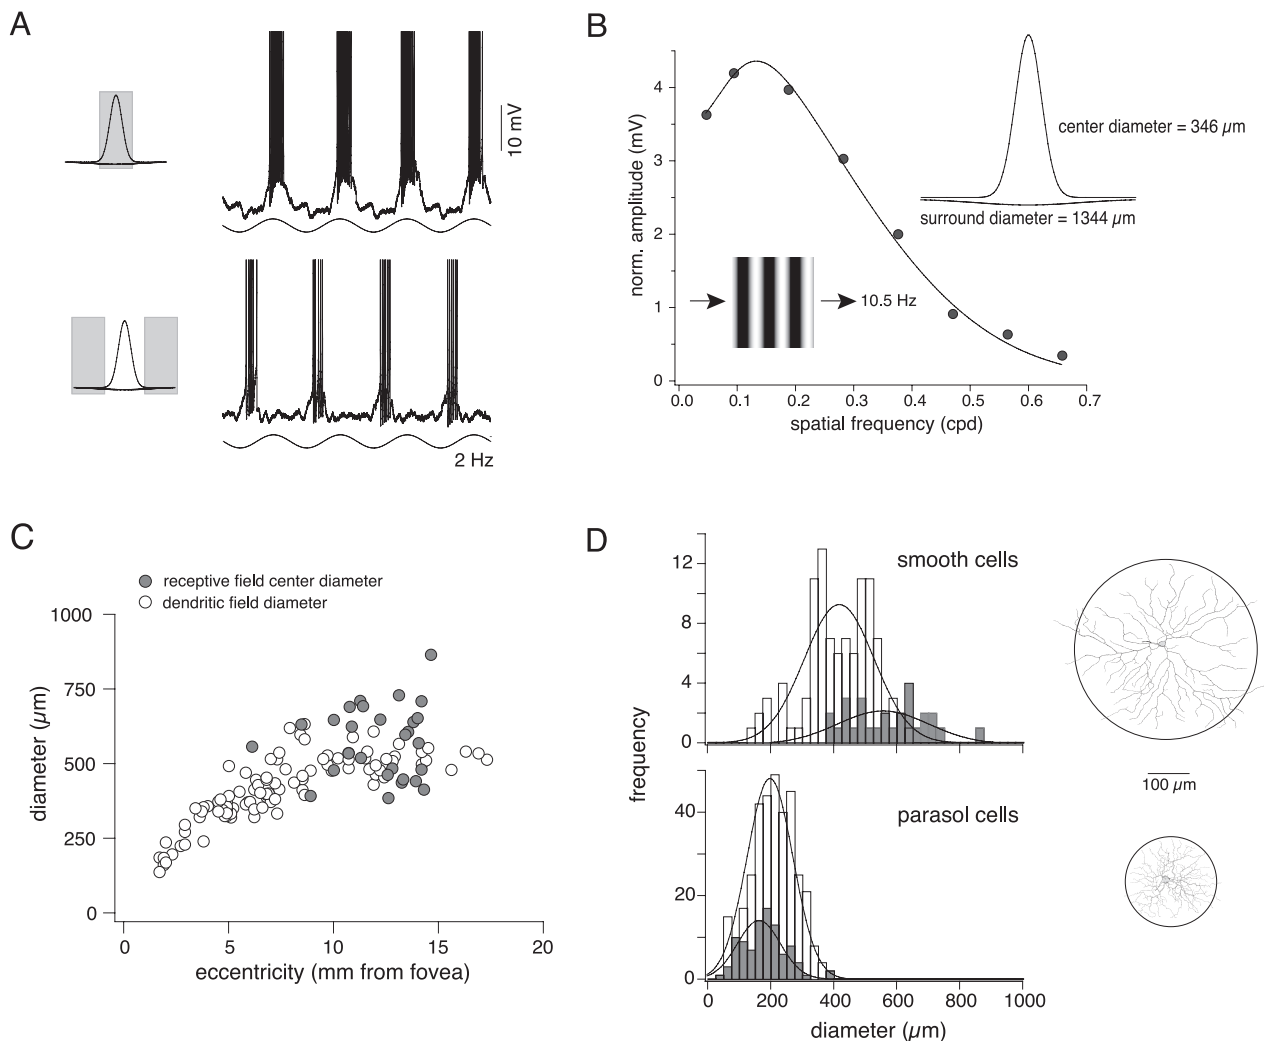 A
10 mV
2 Hz
B
norm. amplitude (mV)
4
3
2
1
0
center diameter = 346 µm
surround diameter = 1344 µm
10.5 Hz
0.0 0.1 0.2 0.3 0.4 0.5 0.6 0.7
spatial frequency (cpd)
C
receptive field center diameter
dendritic field diameter
diameter (µm)
1000
750
500
250
0
0 5 10 15 20
eccentricity (mm from fovea)
D
frequency
12
8
4
0
smooth cells
100 µm
40
20
0
parasol cells
0 200 400 600 800 1000
diameter (µm)